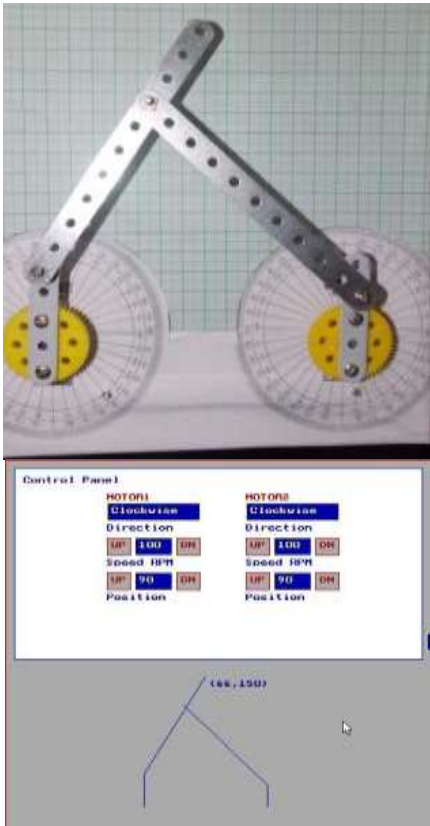 Control Panel
MOTOR1 MOTOR2
Clockwise Clockwise
Direction Direction
UP 100 DN UP 100 DN
Speed RPM Speed RPM
UP 90 DN UP 90 DN
Position Position
(66,150)